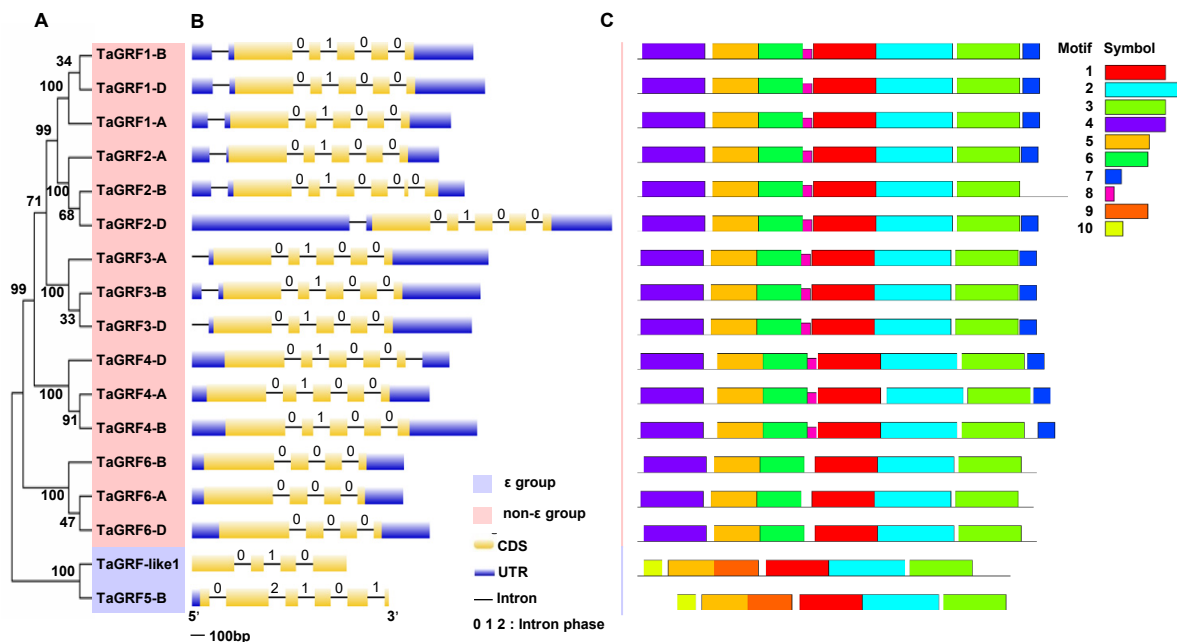 A B C
Motif Symbol
1
2
3
4
5
6
7
8
9
10
34
100
99
71
100
68
100
33
99
100
91
100
47
100
TaGRF1-B 0 1 0 0
TaGRF1-D 0 1 0 0
TaGRF1-A 0 1 0 0
TaGRF2-A 0 1 0 0
TaGRF2-B 0 1 0 0 0
TaGRF2-D 0 1 0 0
TaGRF3-A 0 1 0 0
TaGRF3-B 0 1 0 0
TaGRF3-D 0 1 0 0
TaGRF4-D 0 1 0 0
TaGRF4-A 0 1 0 0
TaGRF4-B 0 1 0 0
TaGRF6-B 0 0 0
TaGRF6-A 0 0 0
TaGRF6-D 0 0 0
TaGRF-like1 0 1 0
TaGRF5-B 0 2 1 0 1
5' 3'
100bp
ε group
non-ε group
CDS
UTR
Intron
0 1 2 : Intron phase